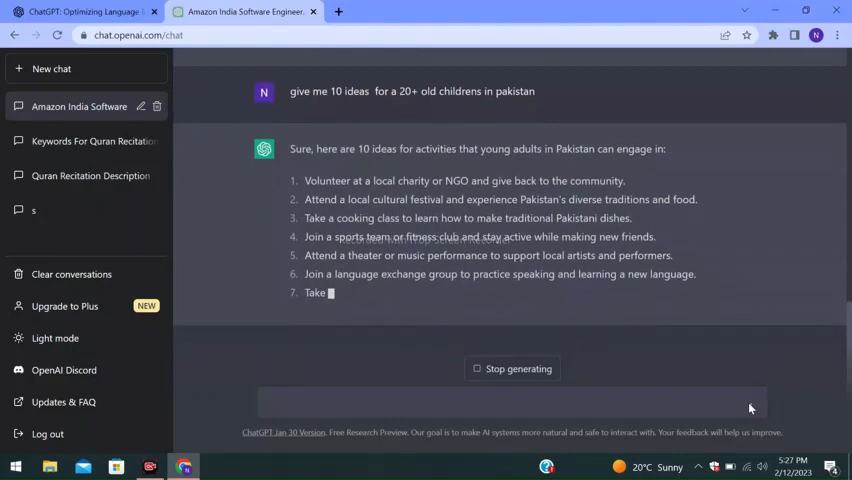 ChatGPT: Optimizing Language
Amazon India Software Engineer.
chat.openai.com/chat
N
New chat
Amazon India Software
Keywords For Quran Recitation
Quran Recitation Description
s
Clear conversations
Upgrade to Plus
NEW
Light mode
OpenAI Discord
Updates & FAQ
Log out
N
give me 10 ideas  for a 20+ old childrens in pakistan
Sure, here are 10 ideas for activities that young adults in Pakistan can engage in:
1. Volunteer at a local charity or NGO and give back to the community.
2. Attend a local cultural festival and experience Pakistan's diverse traditions and food.
3. Take a cooking class to learn how to make traditional Pakistani dishes.
4. Join a sports team or fitness club and stay active while making new friends.
Recorded with iTop Screen Recorder
5. Attend a theater or music performance to support local artists and performers.
6. Join a language exchange group to practice speaking and learning a new language.
7. Take
Stop generating
ChatGPT Jan 30 Version. Free Research Preview. Our goal is to make AI systems more natural and safe to interact with. Your feedback will help us improve.
20°C Sunny
5:27 PM
2/12/2023
4